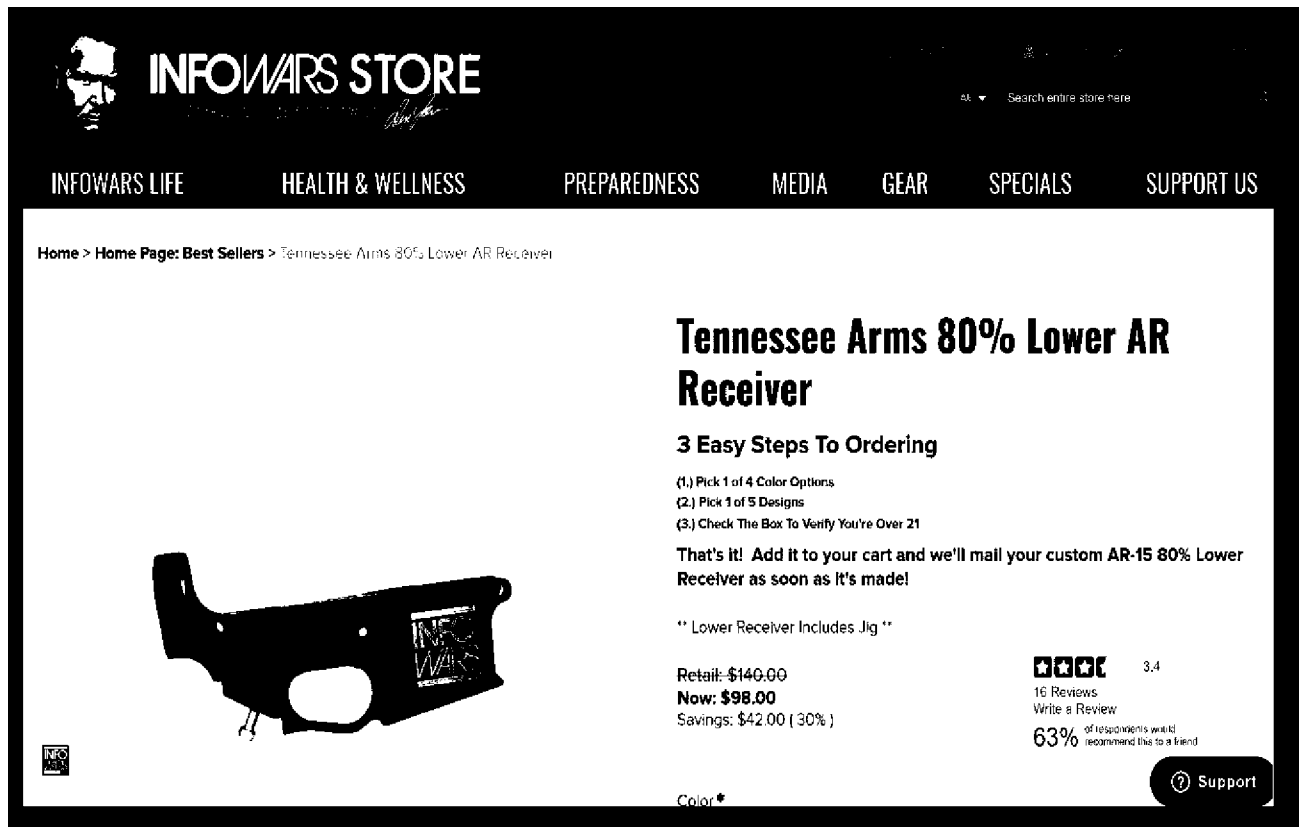 INFOWARS STORE
All
Search entire store here
INFOWARS LIFE HEALTH & WELLNESS PREPAREDNESS MEDIA GEAR SPECIALS SUPPORT US
Home > Home Page: Best Sellers > Tennessee Arms 80% Lower AR Receiver
Tennessee Arms 80% Lower AR
Receiver
3 Easy Steps To Ordering
(1.) Pick 1 of 4 Color Options
(2.) Pick 1 of 5 Designs
(3.) Check The Box To Verify You're Over 21
That's it! Add it to your cart and we'll mail your custom AR-15 80% Lower
Receiver as soon as it's made!
** Lower Receiver Includes Jig **
INFO
WARS
Retail: $140.00
Now: $98.00
Savings: $42.00 ( 30% )
3.4
16 Reviews
Write a Review
63% of respondents would
recommend this to a friend
INFO
Support
Color *